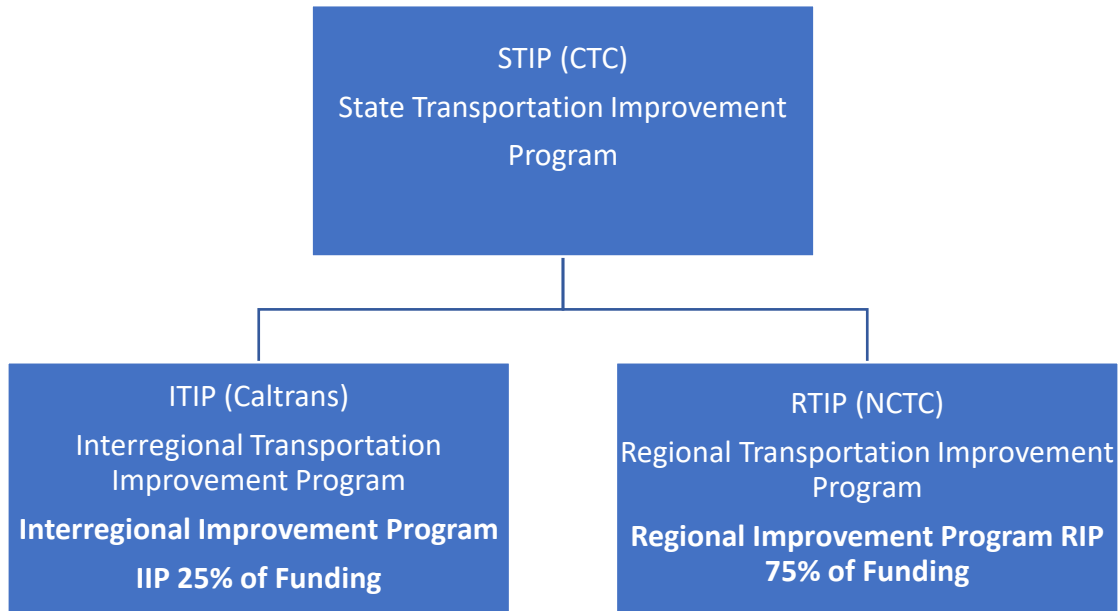 STIP (CTC)
State Transportation Improvement
Program
ITIP (Caltrans)
Interregional Transportation
Improvement Program
Interregional Improvement Program
IIP 25% of Funding
RTIP (NCTC)
Regional Transportation Improvement
Program
Regional Improvement Program RIP
75% of Funding